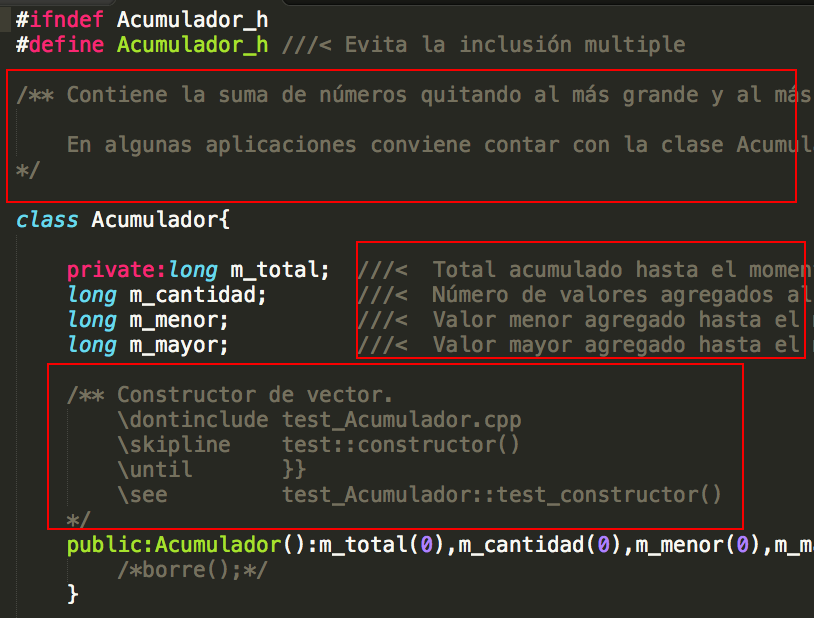 #ifndef Acumulador_h
#define Acumulador_h ///< Evita la inclusión multiple
/** Contiene la suma de números quitando al más grande y al más
En algunas aplicaciones conviene contar con la clase Acumul
*/
class Acumulador{
private:long m_total; ///< Total acumulado hasta el momen
long m_cantidad; ///< Número de valores agregados al
long m_menor; ///< Valor menor agregado hasta el
long m_mayor; ///< Valor mayor agregado hasta el
/** Constructor de vector.
\dontinclude test_Acumulador.cpp
\skipline test::constructor()
\until }}
\see test_Acumulador::test_constructor()
*/
public:Acumulador():m_total(0),m_cantidad(0),m_menor(0),m_m
/*borre();*/
}